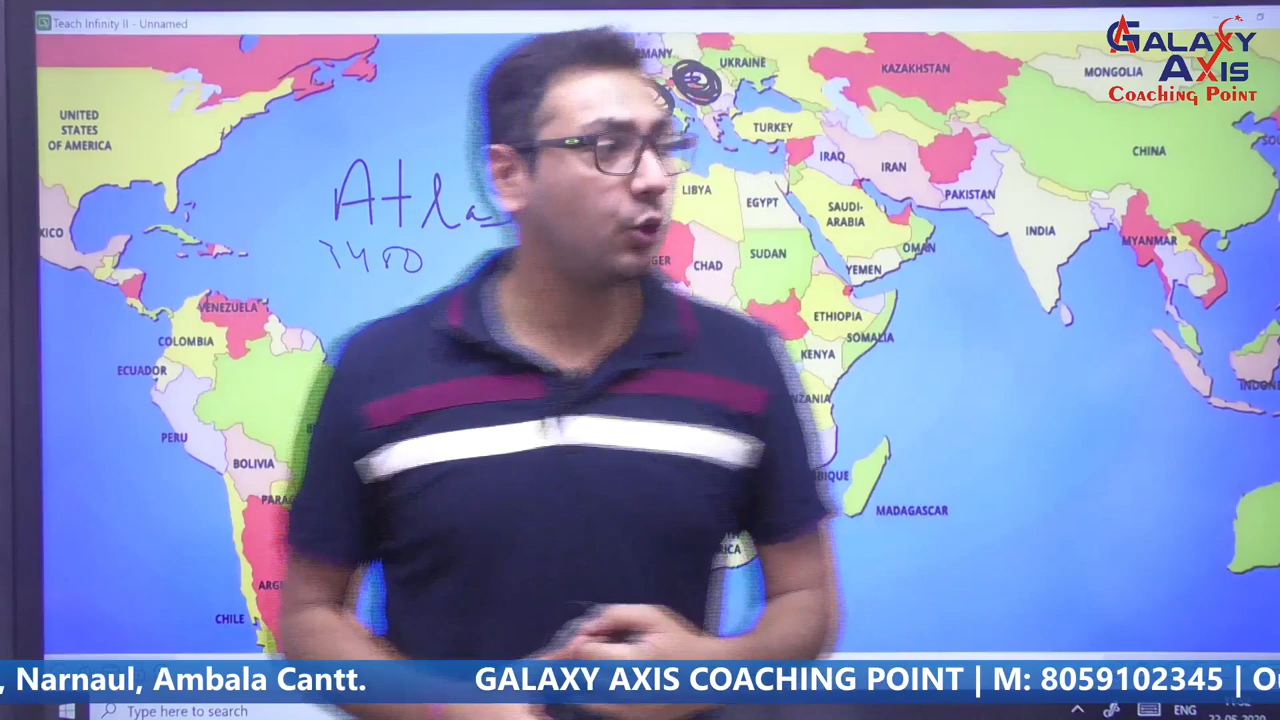 Teach Infinity II - Unnamed
GALAXY
AXIS
Coaching Point
UKRAINE
KAZAKHSTAN
MONGOLIA
UNITED
STATES
OF AMERICA
TURKEY
IRAQ
IRAN
CHINA
PAKISTAN
LIBYA
EGYPT
SAUDI-
ARABIA
INDIA
OMAN
MYANMAR
CHAD
SUDAN
YEMEN
VENEZUELA
ETHIOPIA
SOMALIA
COLOMBIA
KENYA
ECUADOR
PERU
BOLIVIA
MADAGASCAR
CHILE
, Narnaul, Ambala Cantt. GALAXY AXIS COACHING POINT | M: 8059102345 | Ou
Type here to search
ENG